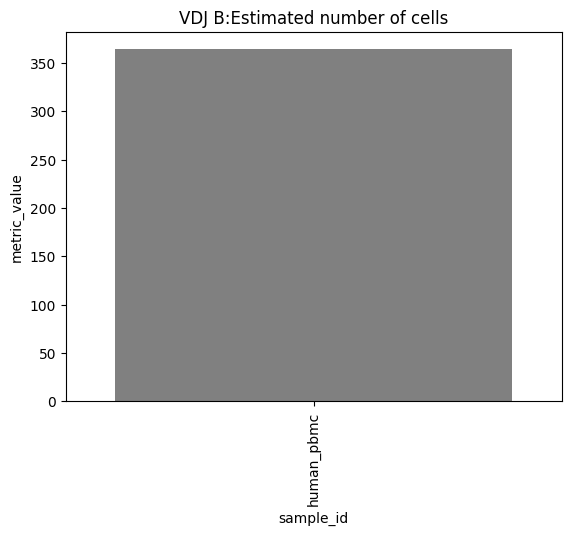 VDJ B:Estimated number of cells
metric_value
350
300
250
200
150
100
50
0
human_pbmc
sample_id